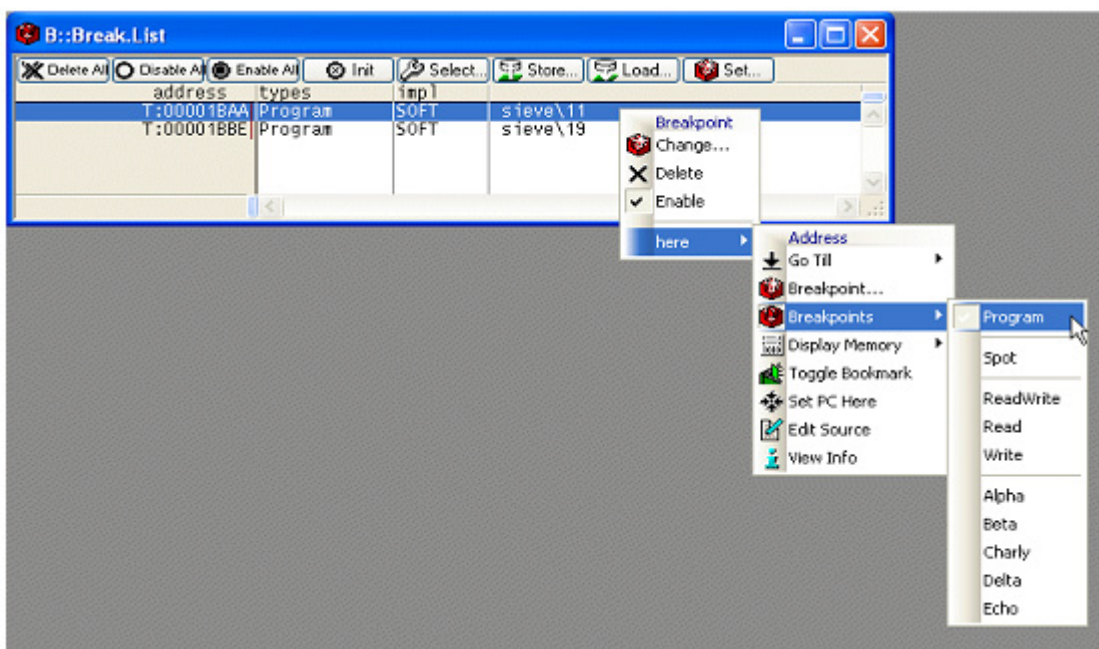 B::Break.List
Delete All Disable All Enable All Init Select... Store... Load... Set...
address types impl
T:00001BAA Program SOFT sieve\11
T:00001BBE Program SOFT sieve\19
Breakpoint
Change...
Delete
Enable
here
Address
Go Till
Breakpoint...
Breakpoints
Display Memory
Toggle Bookmark
Set PC Here
Edit Source
View Info
Program
Spot
ReadWrite
Read
Write
Alpha
Beta
Charly
Delta
Echo